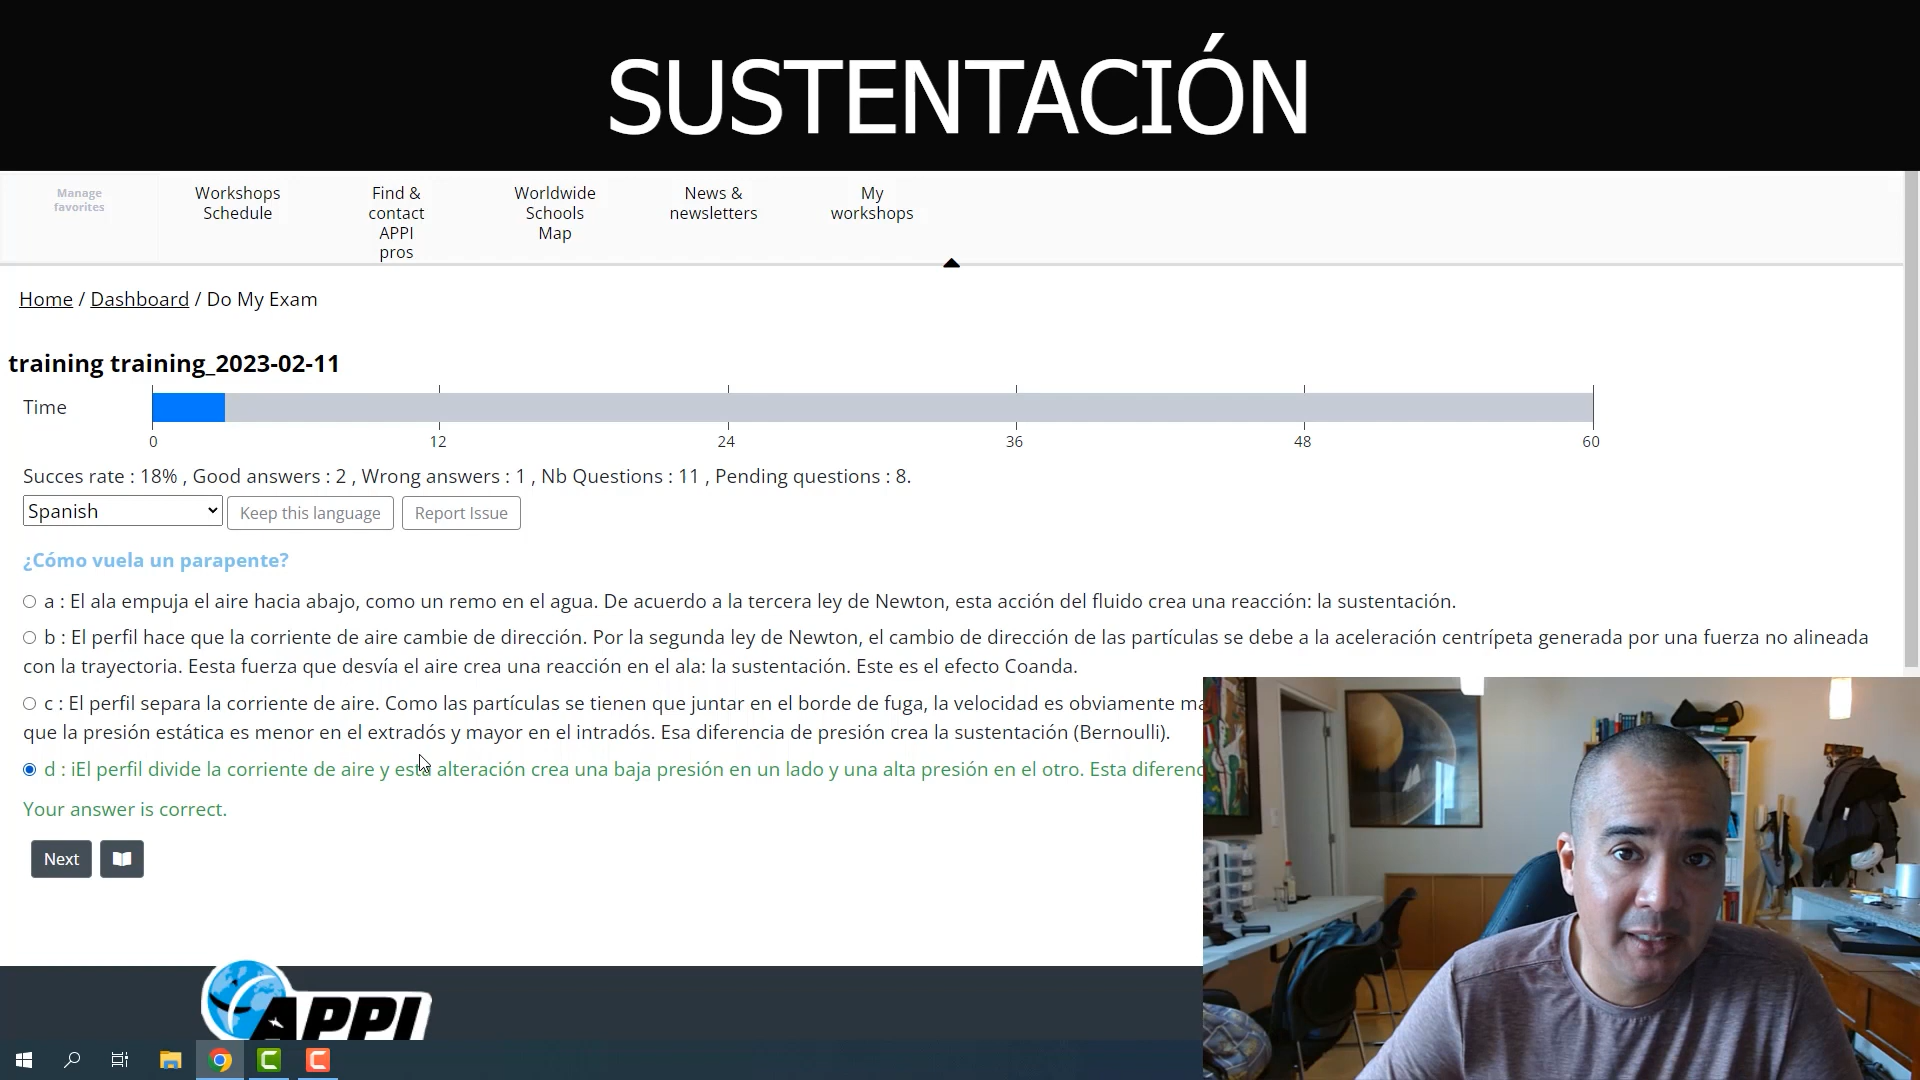 SUSTENTACIÓN
Manage
favorites
Workshops
Schedule
Find &
contact
APPI
pros
Worldwide
Schools
Map
News &
newsletters
My
workshops
Home / Dashboard / Do My Exam
training training_2023-02-11
Time
0 12 24 36 48 60
Succes rate : 18% , Good answers : 2 , Wrong answers : 1 , Nb Questions : 11 , Pending questions : 8.
Spanish Keep this language Report Issue
¿Cómo vuela un parapente?
a : El ala empuja el aire hacia abajo, como un remo en el agua. De acuerdo a la tercera ley de Newton, esta acción del fluido crea una reacción: la sustentación.
b : El perfil hace que la corriente de aire cambie de dirección. Por la segunda ley de Newton, el cambio de dirección de las partículas se debe a la aceleración centrípeta generada por una fuerza no alineada
con la trayectoria. Eesta fuerza que desvía el aire crea una reacción en el ala: la sustentación. Este es el efecto Coanda.
c : El perfil separa la corriente de aire. Como las partículas se tienen que juntar en el borde de fuga, la velocidad es obviamente ma
que la presión estática es menor en el extradós y mayor en el intradós. Esa diferencia de presión crea la sustentación (Bernoulli).
d : iEl perfil divide la corriente de aire y esta alteración crea una baja presión en un lado y una alta presión en el otro. Esta diferenc
Your answer is correct.
Next
APPI